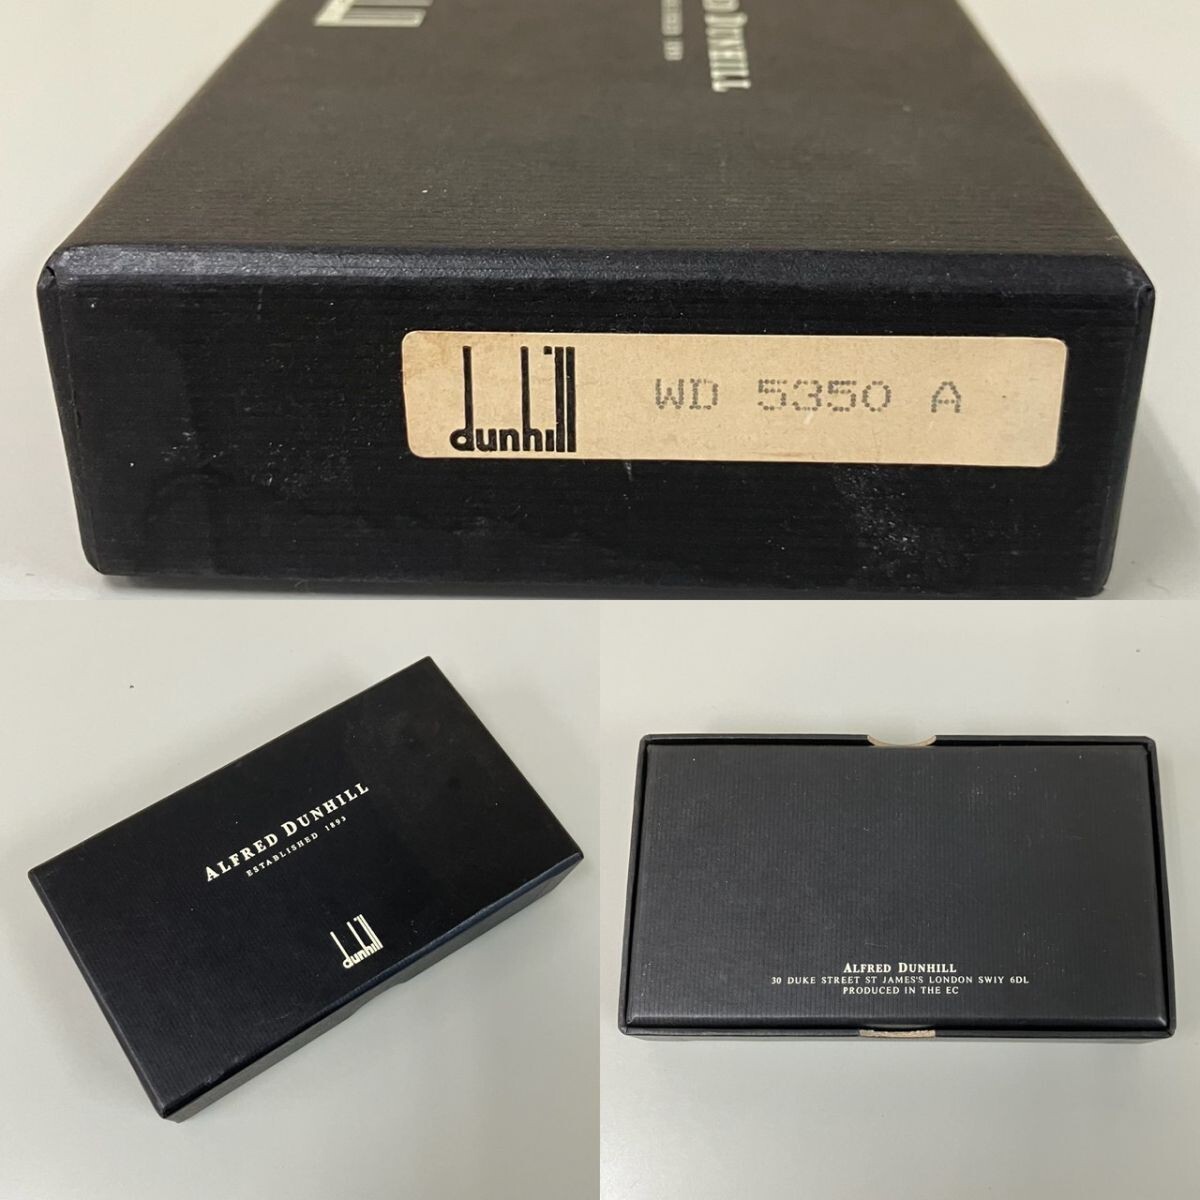 D DUNHILL
dunhill
WD 5350 A
ALFRED DUNHILL
ESTABLISHED 1893
dunhill
ALFRED DUNHILL
30 DUKE STREET ST JAMES'S LONDON SW1Y 6DL
PRODUCED IN THE EC